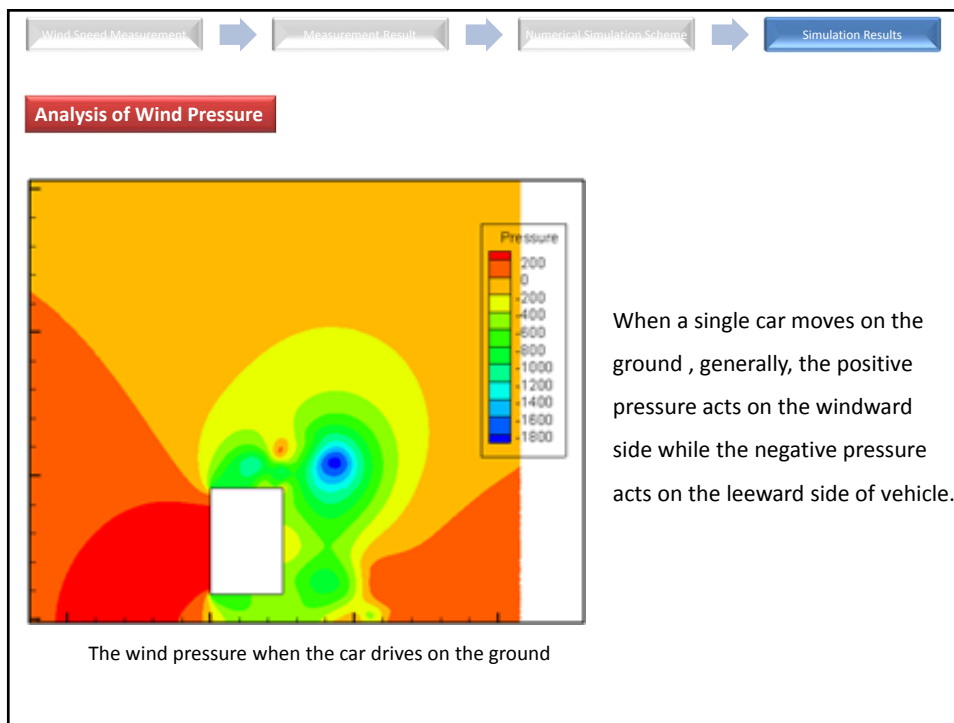 Wind Speed Measurement
Measurement Result
Numerical Simulation Scheme
Simulation Results
Analysis of Wind Pressure
Pressure
200
0
-200
-400
-600
-800
-1000
-1200
-1400
-1600
-1800
When a single car moves on the
ground , generally, the positive
pressure acts on the windward
side while the negative pressure
acts on the leeward side of vehicle.
The wind pressure when the car drives on the ground